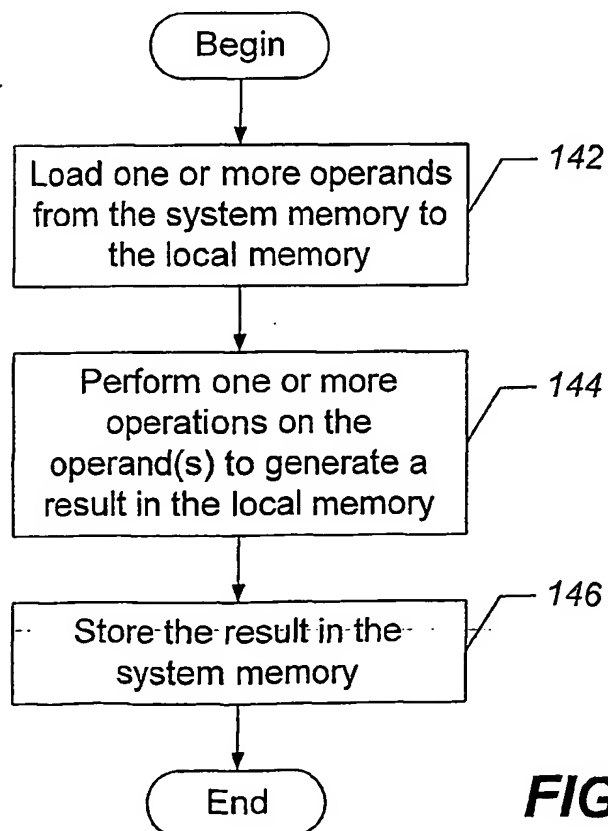 Begin
Load one or more operands
from the system memory to
the local memory
142
Perform one or more
operations on the
operand(s) to generate a
result in the local memory
144
Store the result in the
system memory
146
End
FIG